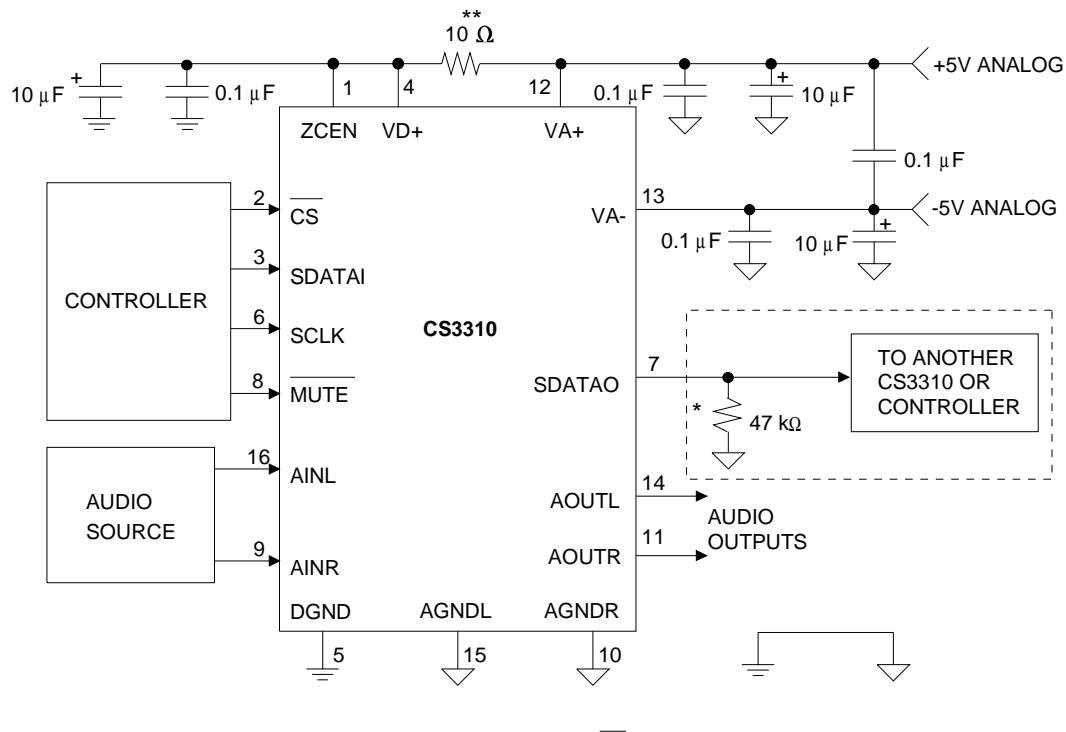 **
10 Ω
+5V ANALOG
+
10 µF
0.1 µF
1
4
12
0.1 µF
+
10 µF
ZCEN
VD+
VA+
0.1 µF
2
C̅S̅
13
VA-
-5V ANALOG
0.1 µF
10 µF
+
3
SDATAI
CONTROLLER
6
SCLK
CS3310
8
M̅U̅T̅E̅
7
SDATAO
TO ANOTHER
CS3310 OR
CONTROLLER
*
47 kΩ
16
AINL
14
AOUTL
AUDIO
SOURCE
AUDIO
OUTPUTS
11
AOUTR
9
AINR
DGND
AGNDL
AGNDR
5
15
10